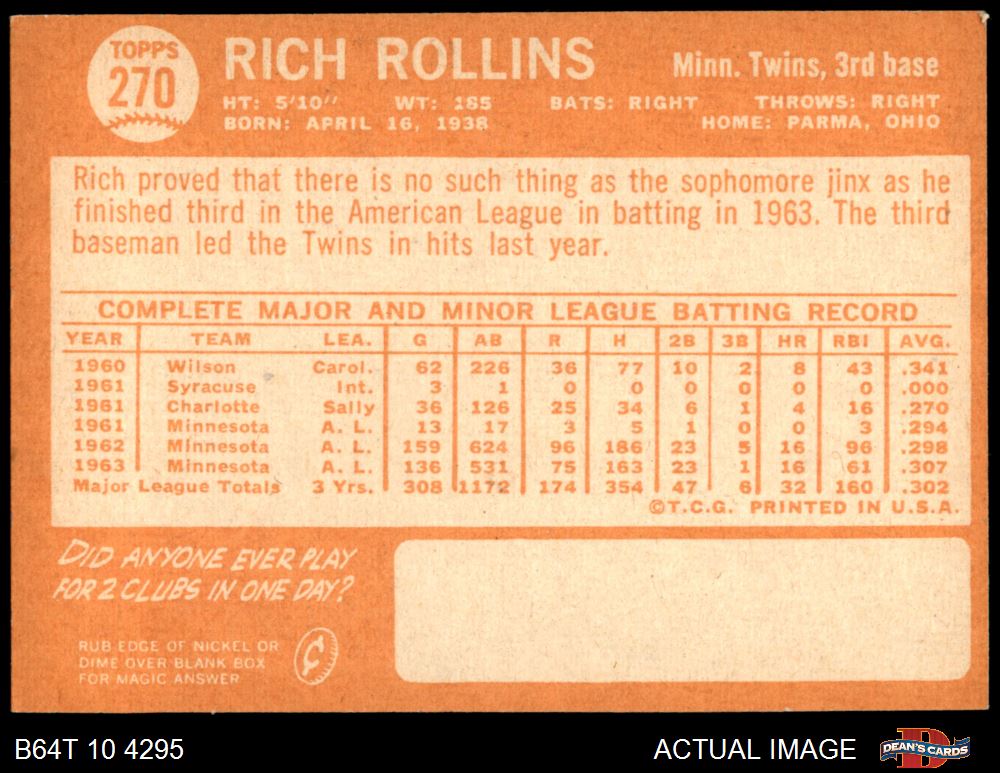 TOPPS
270
RICH ROLLINS
Minn. Twins, 3rd base
HT: 5'10" WT: 185 BATS: RIGHT THROWS: RIGHT
BORN: APRIL 16, 1938 HOME: PARMA, OHIO
Rich proved that there is no such thing as the sophomore jinx as he
finished third in the American League in batting in 1963. The third
baseman led the Twins in hits last year.
COMPLETE MAJOR AND MINOR LEAGUE BATTING RECORD
YEAR TEAM LEA. G AB R H 2B 3B HR RBI AVG.
1960 Wilson Carol. 62 226 36 77 10 2 8 43 .341
1961 Syracuse Int. 3 1 0 0 0 0 0 0 .000
1961 Charlotte Sally 36 126 25 34 6 1 4 16 .270
1961 Minnesota A. L. 13 17 3 5 1 0 0 3 .294
1962 Minnesota A. L. 159 624 96 186 23 5 16 96 .298
1963 Minnesota A. L. 136 531 75 163 23 1 16 61 .307
Major League Totals 3 Yrs. 308 1172 174 354 47 6 32 160 .302
©T.C.G. PRINTED IN U.S.A.
DID ANYONE EVER PLAY
FOR 2 CLUBS IN ONE DAY?
RUB EDGE OF NICKEL OR
DIME OVER BLANK BOX
FOR MAGIC ANSWER
¢
B64T 10 4295
ACTUAL IMAGE
DEAN'S CARDS